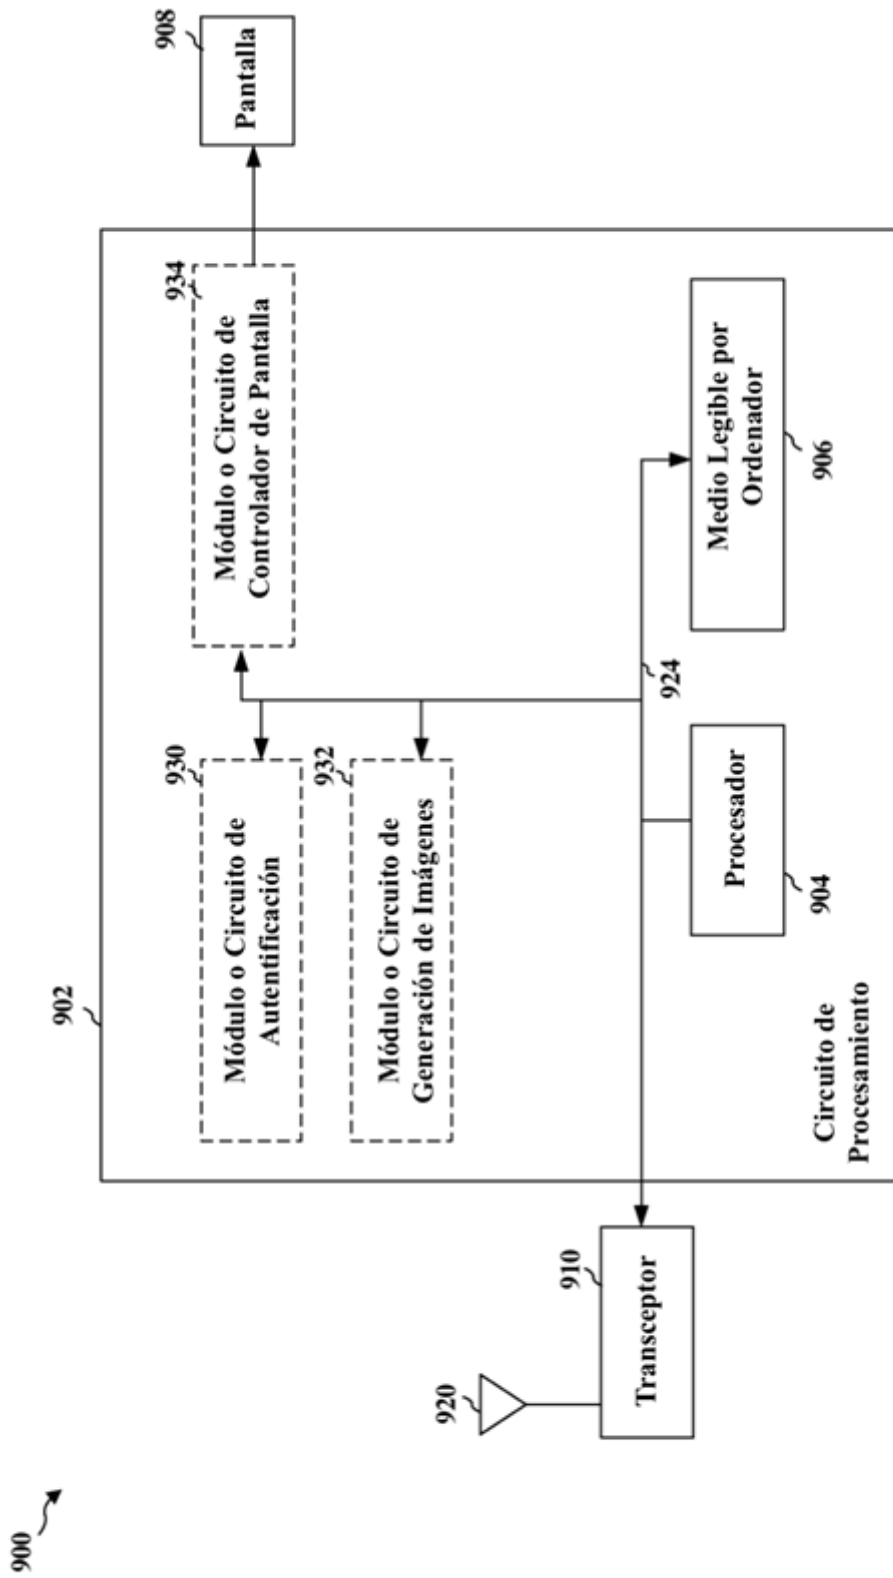 900
902
908
Pantalla
934
Módulo o Circuito de
Controlador de Pantalla
930
Módulo o Circuito de
Autentificación
932
Módulo o Circuito de
Generación de Imágenes
920
910
Transceptor
924
Procesador
904
Medio Legible por
Ordenador
906
Circuito de
Procesamiento